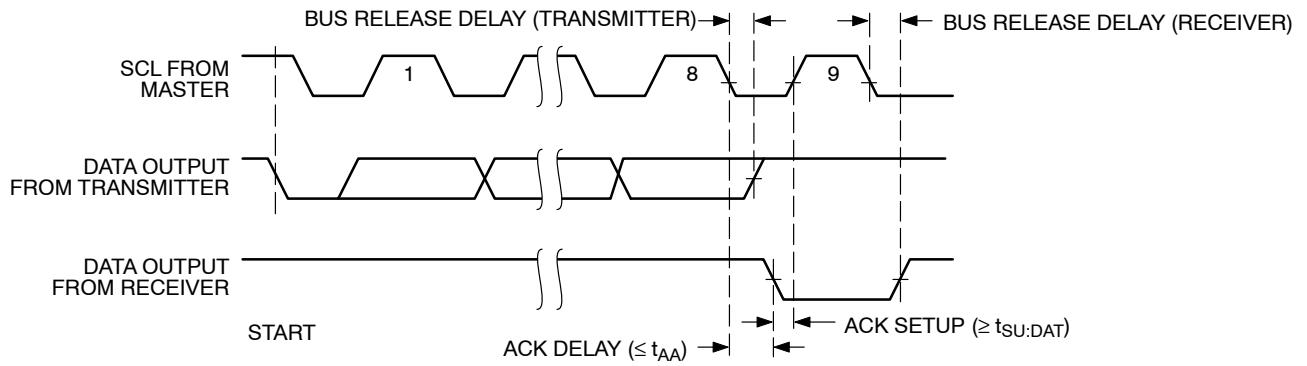 BUS RELEASE DELAY (TRANSMITTER)
BUS RELEASE DELAY (RECEIVER)
SCL FROM
MASTER
1
8
9
DATA OUTPUT
FROM TRANSMITTER
DATA OUTPUT
FROM RECEIVER
START
ACK SETUP (≥ tSU:DAT)
ACK DELAY (≤ tAA)